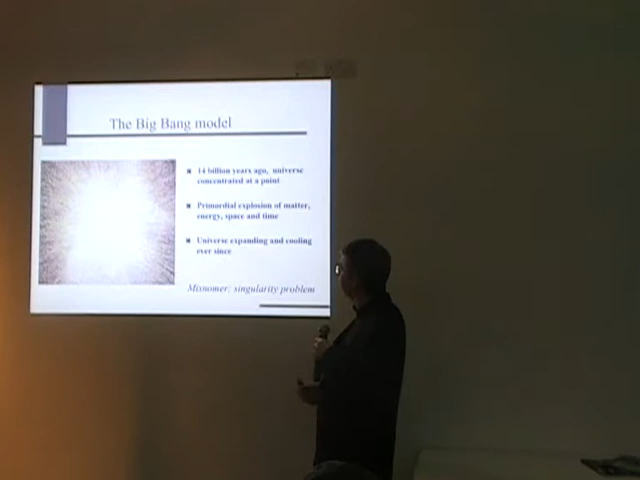 The Big Bang model
14 billion years ago, universe
concentrated at a point
Primordial explosion of matter,
energy, space and time
Universe expanding and cooling
ever since
Misnomer: singularity problem